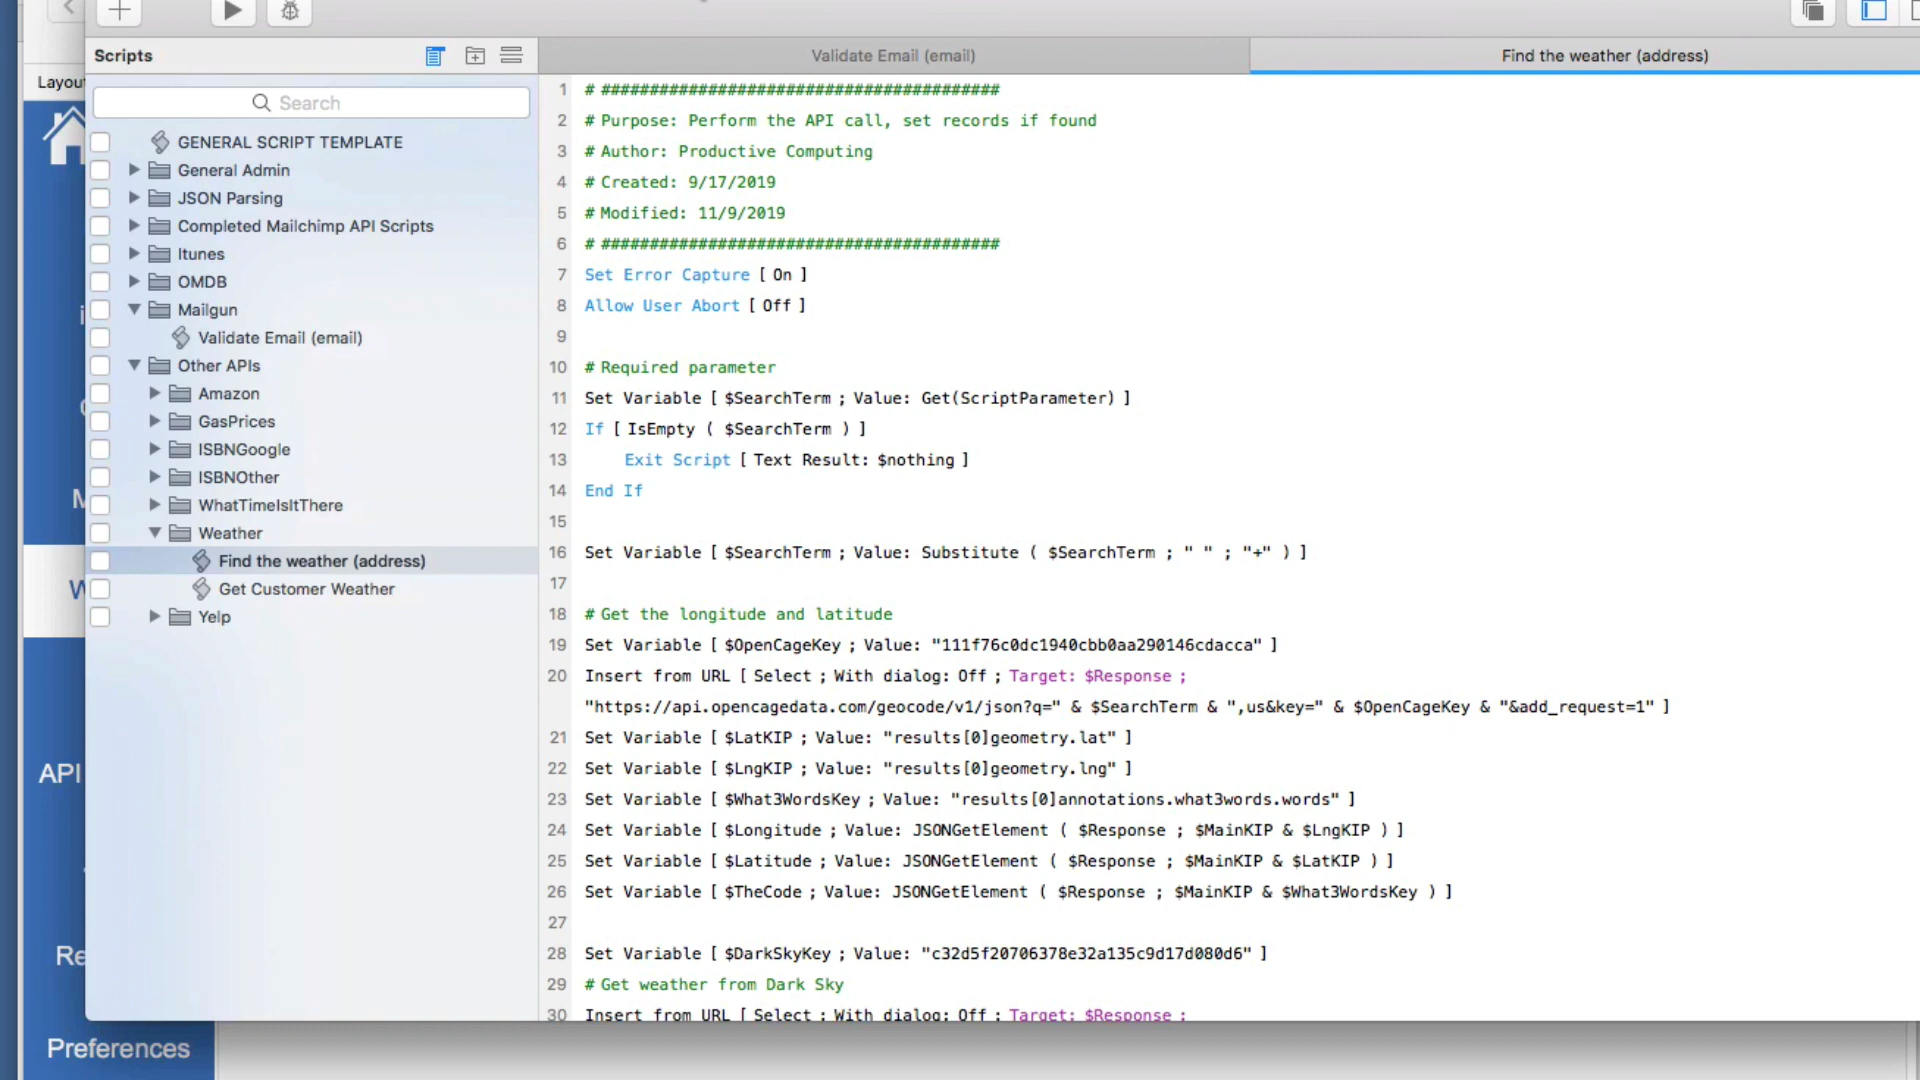 Scripts
Validate Email (email)
Find the weather (address)
Layou
Search
GENERAL SCRIPT TEMPLATE
General Admin
JSON Parsing
Completed Mailchimp API Scripts
Itunes
OMDB
Mailgun
Validate Email (email)
Other APIs
Amazon
GasPrices
ISBNGoogle
ISBNOther
WhatTimeIsItThere
Weather
Find the weather (address)
Get Customer Weather
Yelp
API
Re
Preferences
1 # #########################################
2 # Purpose: Perform the API call, set records if found
3 # Author: Productive Computing
4 # Created: 9/17/2019
5 # Modified: 11/9/2019
6 # #########################################
7 Set Error Capture [ On ]
8 Allow User Abort [ Off ]
9
10 # Required parameter
11 Set Variable [ $SearchTerm ; Value: Get(ScriptParameter) ]
12 If [ IsEmpty ( $SearchTerm ) ]
13 Exit Script [ Text Result: $nothing ]
14 End If
15
16 Set Variable [ $SearchTerm ; Value: Substitute ( $SearchTerm ; " " ; "+" ) ]
17
18 # Get the longitude and latitude
19 Set Variable [ $OpenCageKey ; Value: "111f76c0dc1940cbb0aa290146cdacca" ]
20 Insert from URL [ Select ; With dialog: Off ; Target: $Response ;
"https://api.opencagedata.com/geocode/v1/json?q=" & $SearchTerm & ",us&key=" & $OpenCageKey & "&add_request=1" ]
21 Set Variable [ $LatKIP ; Value: "results[0]geometry.lat" ]
22 Set Variable [ $LngKIP ; Value: "results[0]geometry.lng" ]
23 Set Variable [ $What3WordsKey ; Value: "results[0]annotations.what3words.words" ]
24 Set Variable [ $Longitude ; Value: JSONGetElement ( $Response ; $MainKIP & $LngKIP ) ]
25 Set Variable [ $Latitude ; Value: JSONGetElement ( $Response ; $MainKIP & $LatKIP ) ]
26 Set Variable [ $TheCode ; Value: JSONGetElement ( $Response ; $MainKIP & $What3WordsKey ) ]
27
28 Set Variable [ $DarkSkyKey ; Value: "c32d5f20706378e32a135c9d17d080d6" ]
29 # Get weather from Dark Sky
30 Insert from URL [ Select ; With dialog: Off ; Target: $Response ;